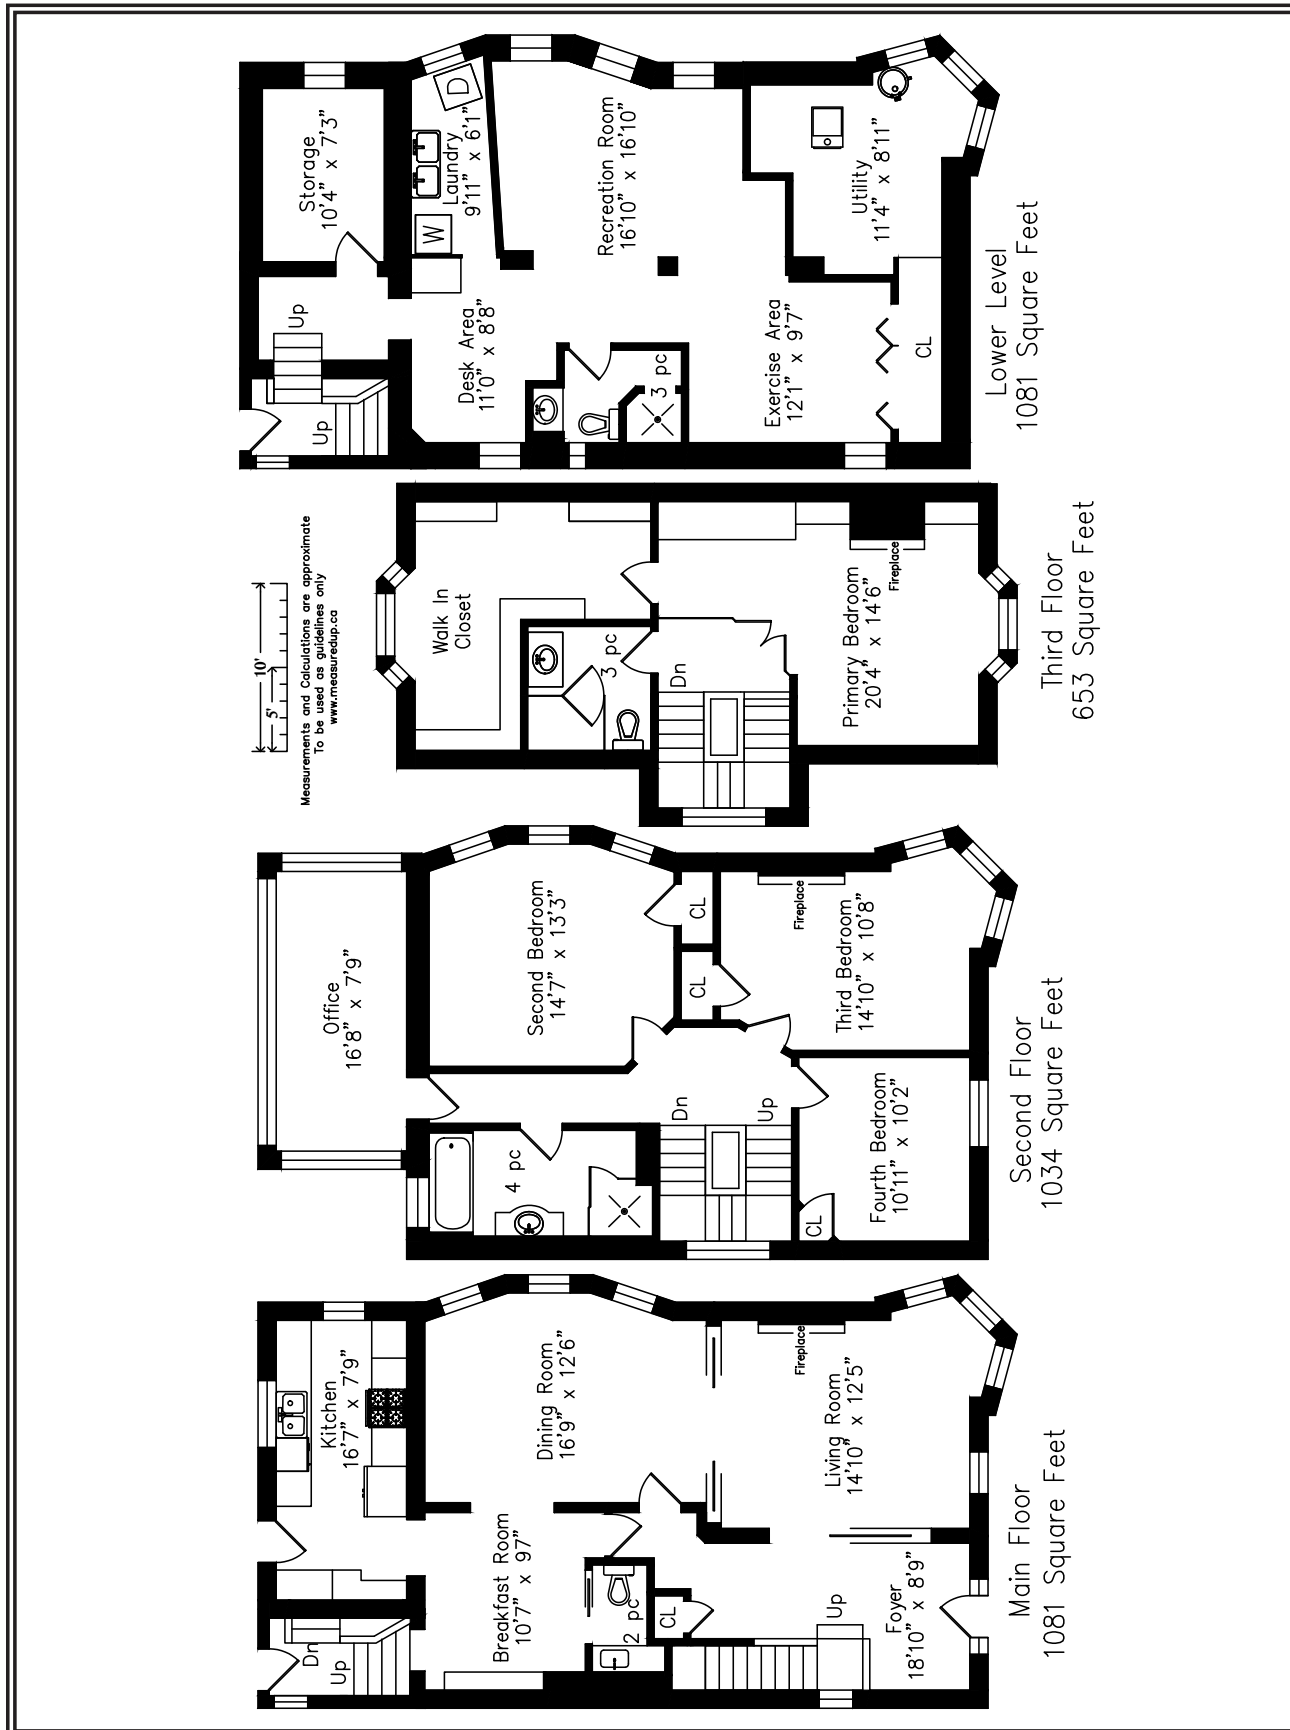 Kitchen
16'7" x 7'9"
Dn
Up
Dining Room
16'9" x 12'6"
Breakfast Room
10'7" x 97"
2 pc
CL
Fireplace
Living Room
14'10" x 12'5"
Up
Foyer
18'10" x 8'9"
Main Floor
1081 Square Feet
Office
16'8" x 7'9"
Second Bedroom
14'7" x 13'3"
4 pc
CL
CL
Dn
Up
Fireplace
Third Bedroom
14'10" x 10'8"
Fourth Bedroom
10'11" x 10'2"
CL
Second Floor
1034 Square Feet
5'
10'
Measurements and Calculations are approximate
To be used as guidelines only
www.measuredup.ca
Walk In
Closet
3 pc
Dn
Primary Bedroom
20'4" x 14'6"
Fireplace
Third Floor
653 Square Feet
Storage
10'4" x 7'3"
Up
Up
D
Laundry
9'11" x 6'1"
W
Desk Area
11'0" x 8'8"
Recreation Room
16'10" x 16'10"
3 pc
Exercise Area
12'1" x 9'7"
Utility
11'4" x 8'11"
CL
Lower Level
1081 Square Feet